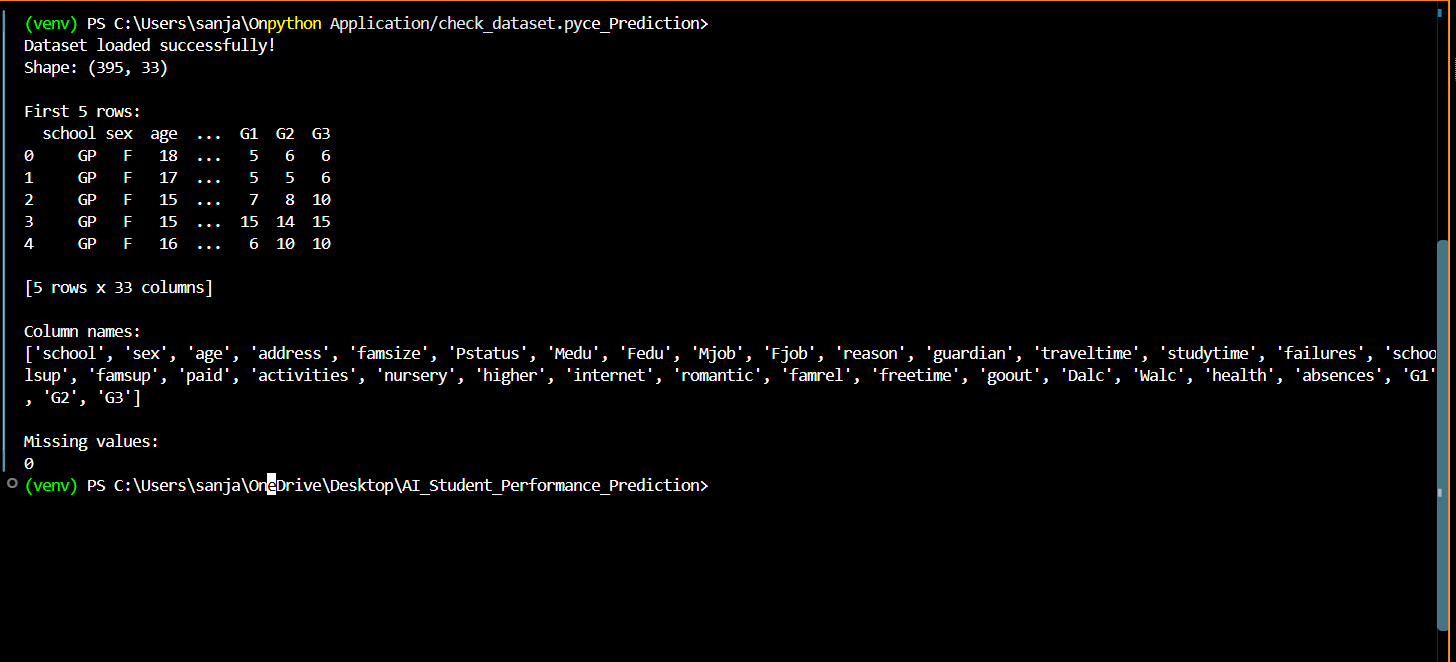 (venv) PS C:\Users\sanja\Onpython Application/check_dataset.pyce_Prediction>
Dataset loaded successfully!
Shape: (395, 33)
First 5 rows:
school sex age ... G1 G2 G3
0 GP F 18 ... 5 6 6
1 GP F 17 ... 5 5 6
2 GP F 15 ... 7 8 10
3 GP F 15 ... 15 14 15
4 GP F 16 ... 6 10 10
[5 rows x 33 columns]
Column names:
['school', 'sex', 'age', 'address', 'famsize', 'Pstatus', 'Medu', 'Fedu', 'Mjob', 'Fjob', 'reason', 'guardian', 'traveltime', 'studytime', 'failures', 'schoo
lsup', 'famsup', 'paid', 'activities', 'nursery', 'higher', 'internet', 'romantic', 'famrel', 'freetime', 'goout', 'Dalc', 'Walc', 'health', 'absences', 'G1'
, 'G2', 'G3']
Missing values:
0
(venv) PS C:\Users\sanja\OneDrive\Desktop\AI_Student_Performance_Prediction>